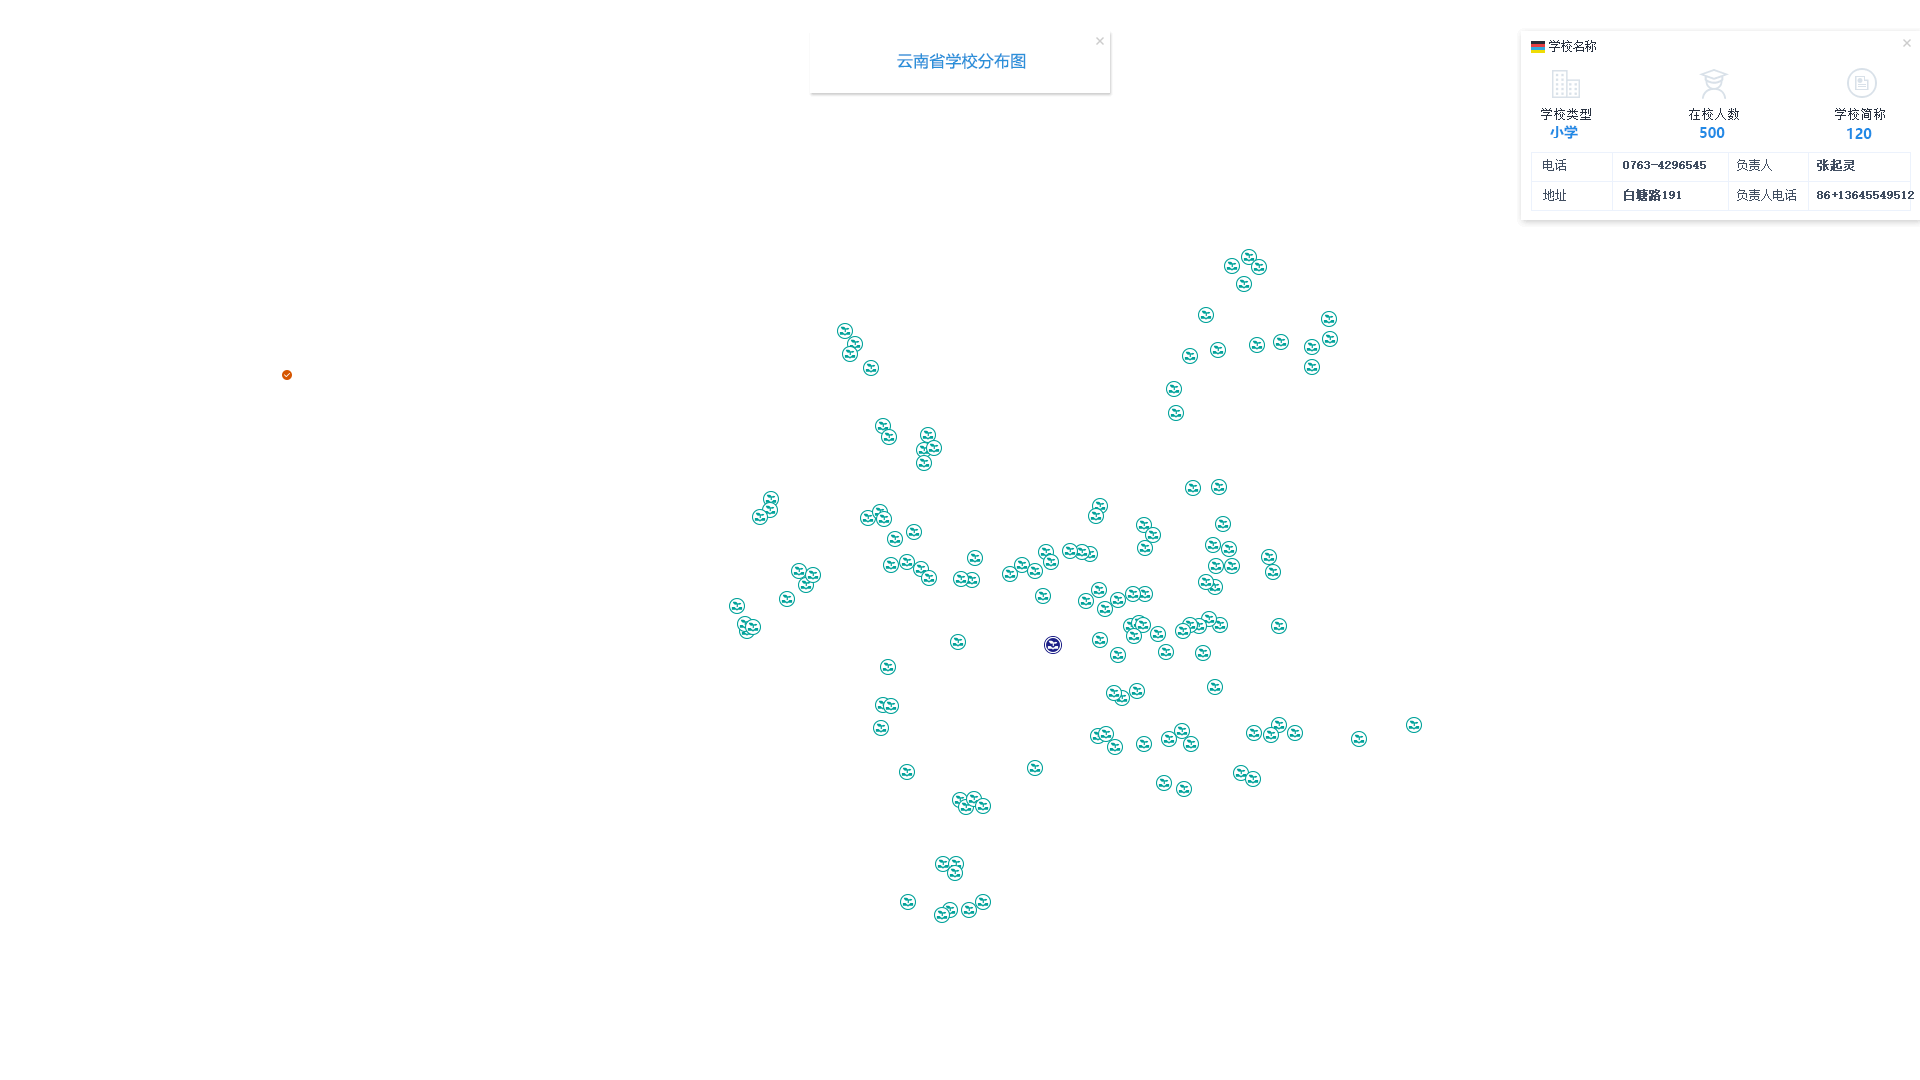 云南省学校分布图
学校名称
学校类型 在校人数 学校简称
小学 500 120
电话 0763-4296545 负责人 张起灵
地址 白塘路191 负责人电话 86+13645549512